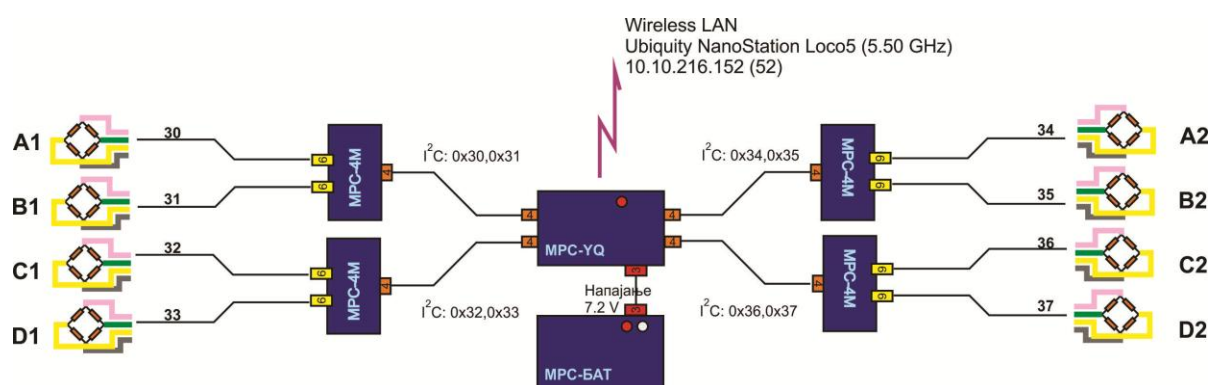 Wireless LAN
Ubiquity NanoStation Loco5 (5.50 GHz)
10.10.216.152 (52)
A1
30
6
MPC-4M
4
I²C: 0x30,0x31
B1
31
6
C1
32
6
MPC-4M
4
I²C: 0x32,0x33
D1
33
6
4
4
MPC-YQ
4
4
3
Напајање
7.2 V
3
МРС-БАТ
I²C: 0x34,0x35
4
MPC-4M
6
34
A2
6
35
B2
I²C: 0x36,0x37
4
MPC-4M
6
36
C2
6
37
D2